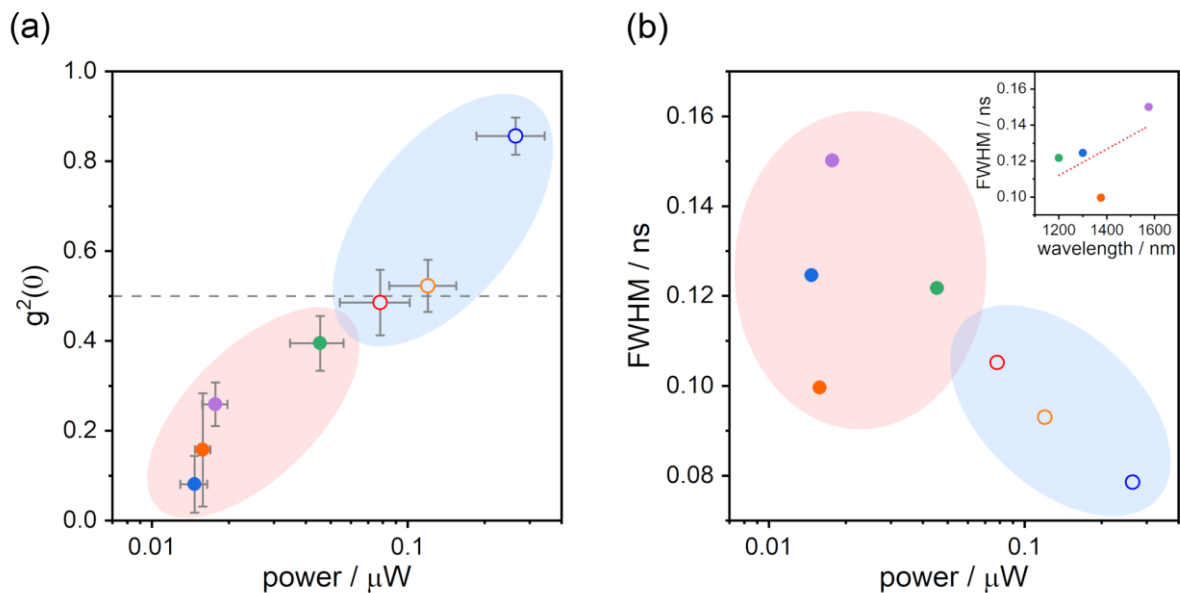 (a)
1.0
0.8
0.6
0.4
0.2
0.0
g²(0)
0.01
0.1
power / μW
(b)
0.16
0.14
0.12
0.10
0.08
FWHM / ns
0.01
0.1
power / μW
0.16
0.14
0.12
0.10
FWHM / ns
1200 1400 1600
wavelength / nm